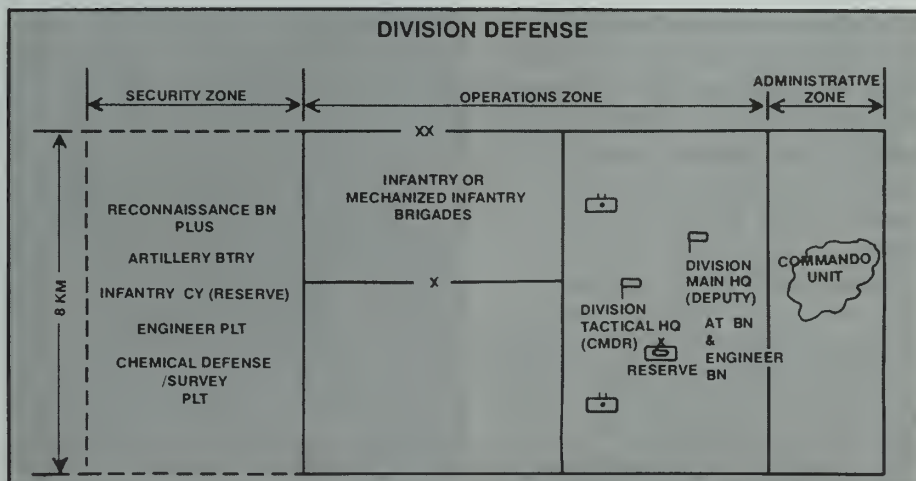 DIVISION DEFENSE
SECURITY ZONE
OPERATIONS ZONE
ADMINISTRATIVE
ZONE
8 KM
RECONNAISSANCE BN
PLUS
ARTILLERY BTRY
INFANTRY CY (RESERVE)
ENGINEER PLT
CHEMICAL DEFENSE
/SURVEY
PLT
XX
INFANTRY OR
MECHANIZED INFANTRY
BRIGADES
X
DIVISION
TACTICAL HQ
(CMDR)
X
RESERVE
DIVISION
MAIN HQ
(DEPUTY)
AT BN
&
ENGINEER
BN
COMMANDO
UNIT